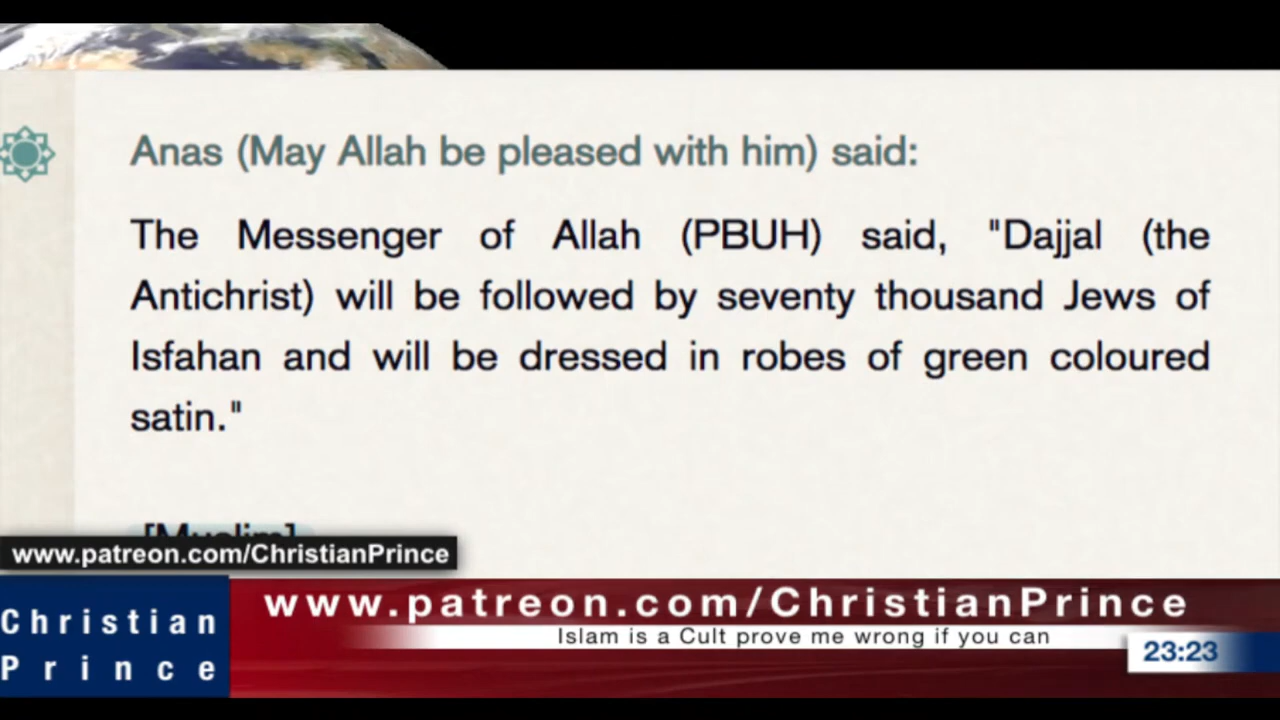 Anas (May Allah be pleased with him) said:
The Messenger of Allah (PBUH) said, "Dajjal (the
Antichrist) will be followed by seventy thousand Jews of
Isfahan and will be dressed in robes of green coloured
satin."
[Muslim]
www.patreon.com/ChristianPrince
Christian
Prince
www.patreon.com/ChristianPrince
Islam is a Cult prove me wrong if you can
23:23